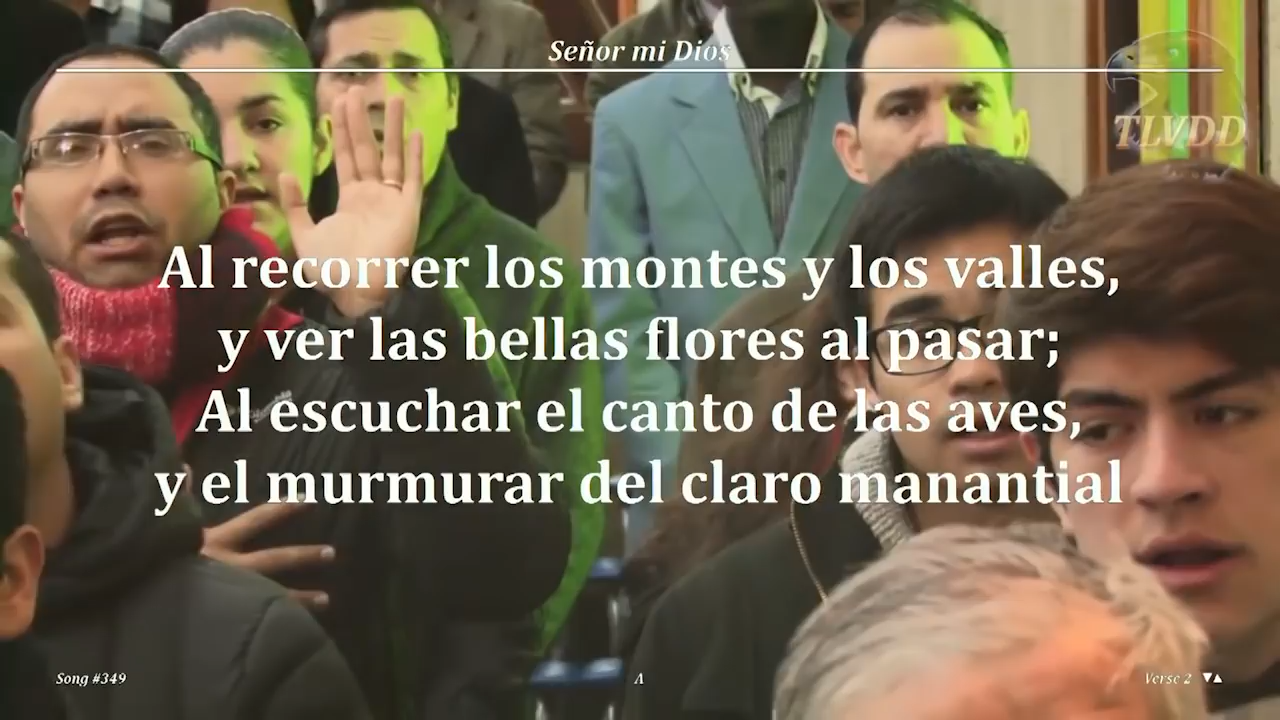 Señor mi Dios
TLVDD
Al recorrer los montes y los valles,
y ver las bellas flores al pasar;
Al escuchar el canto de las aves,
y el murmurar del claro manantial
Song #349
Verse 2 ▼▲